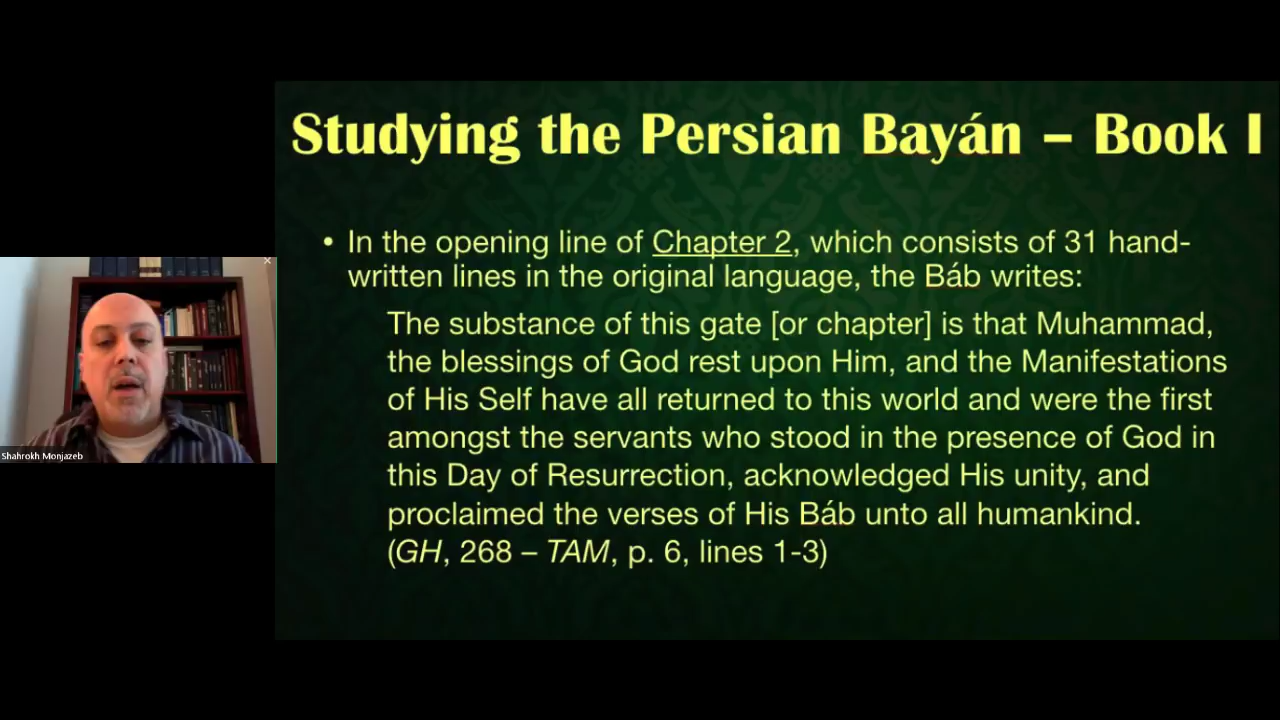 Studying the Persian Bayán – Book I
• In the opening line of Chapter 2, which consists of 31 hand-
written lines in the original language, the Báb writes:
The substance of this gate [or chapter] is that Muhammad,
the blessings of God rest upon Him, and the Manifestations
of His Self have all returned to this world and were the first
amongst the servants who stood in the presence of God in
this Day of Resurrection, acknowledged His unity, and
proclaimed the verses of His Báb unto all humankind.
(GH, 268 – TAM, p. 6, lines 1-3)
Shahrokh Monjazeb